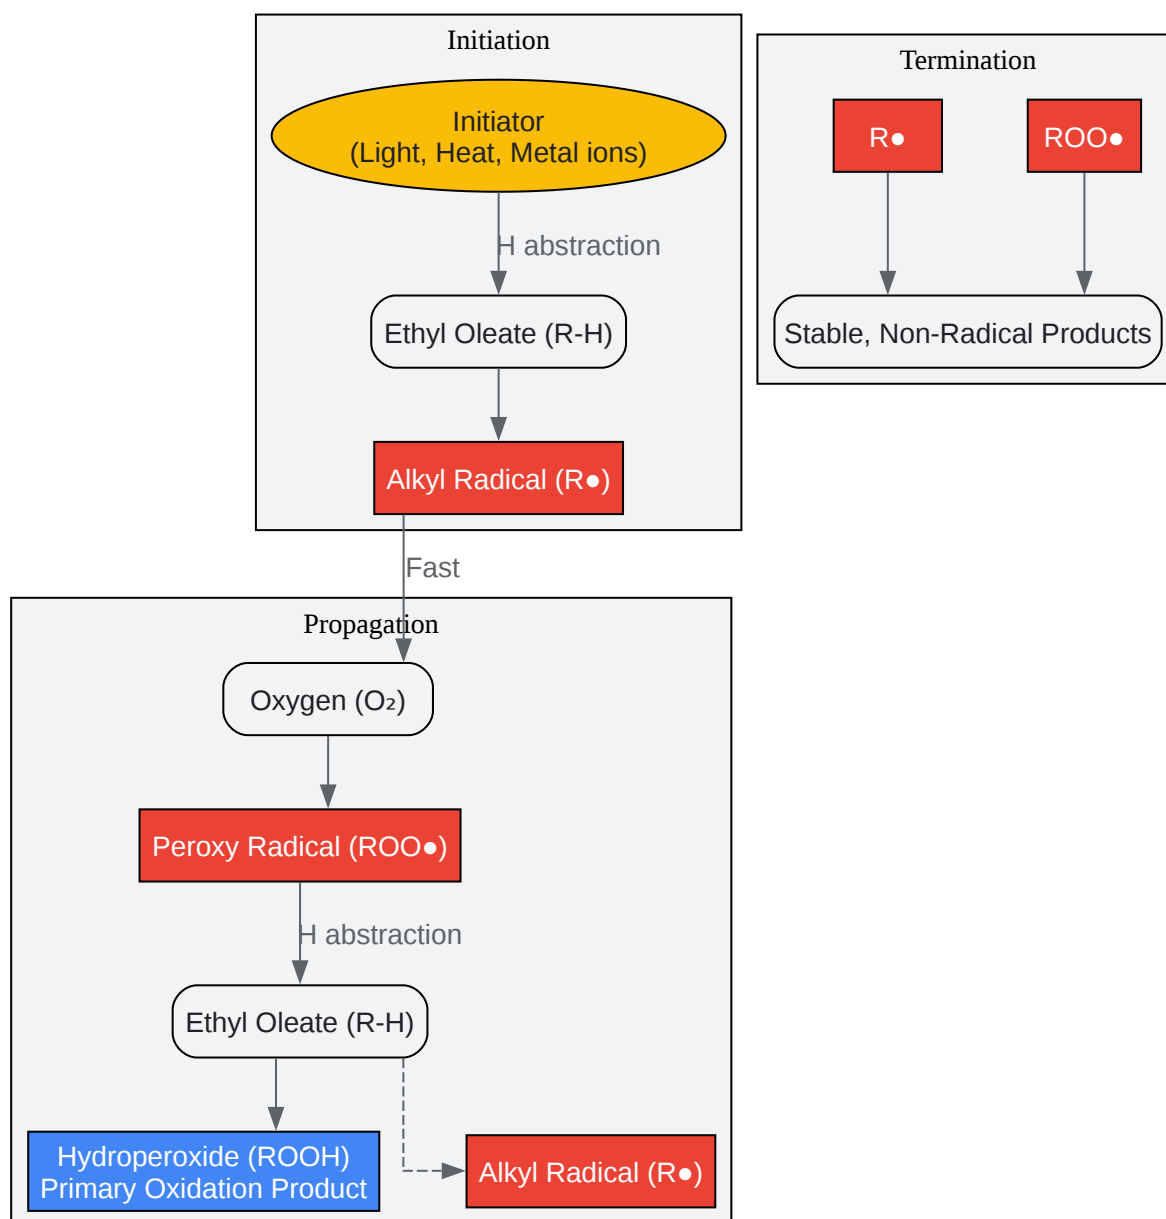 Initiation
Initiator
(Light, Heat, Metal ions)
H abstraction
Ethyl Oleate (R-H)
Alkyl Radical (R●)
Fast
Propagation
Oxygen (O₂)
Peroxy Radical (ROO●)
H abstraction
Ethyl Oleate (R-H)
Hydroperoxide (ROOH)
Primary Oxidation Product
Alkyl Radical (R●)
Termination
R●
ROO●
Stable, Non-Radical Products